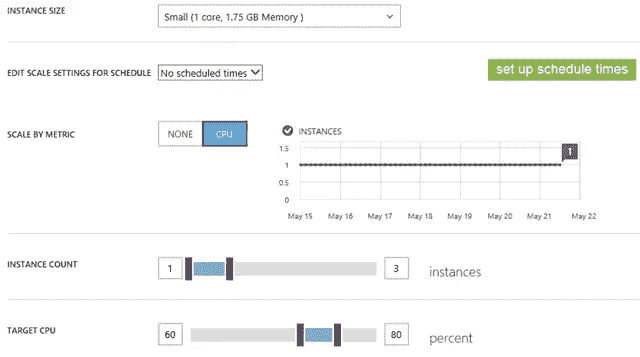 INSTANCE SIZE
Small (1 core, 1.75 GB Memory )
EDIT SCALE SETTINGS FOR SCHEDULE
No scheduled times
set up schedule times
SCALE BY METRIC
NONE
CPU
INSTANCES
1.5
1
0.5
0
1
May 15 May 16 May 17 May 18 May 19 May 20 May 21 May 22
INSTANCE COUNT
1
3
instances
TARGET CPU
60
80
percent